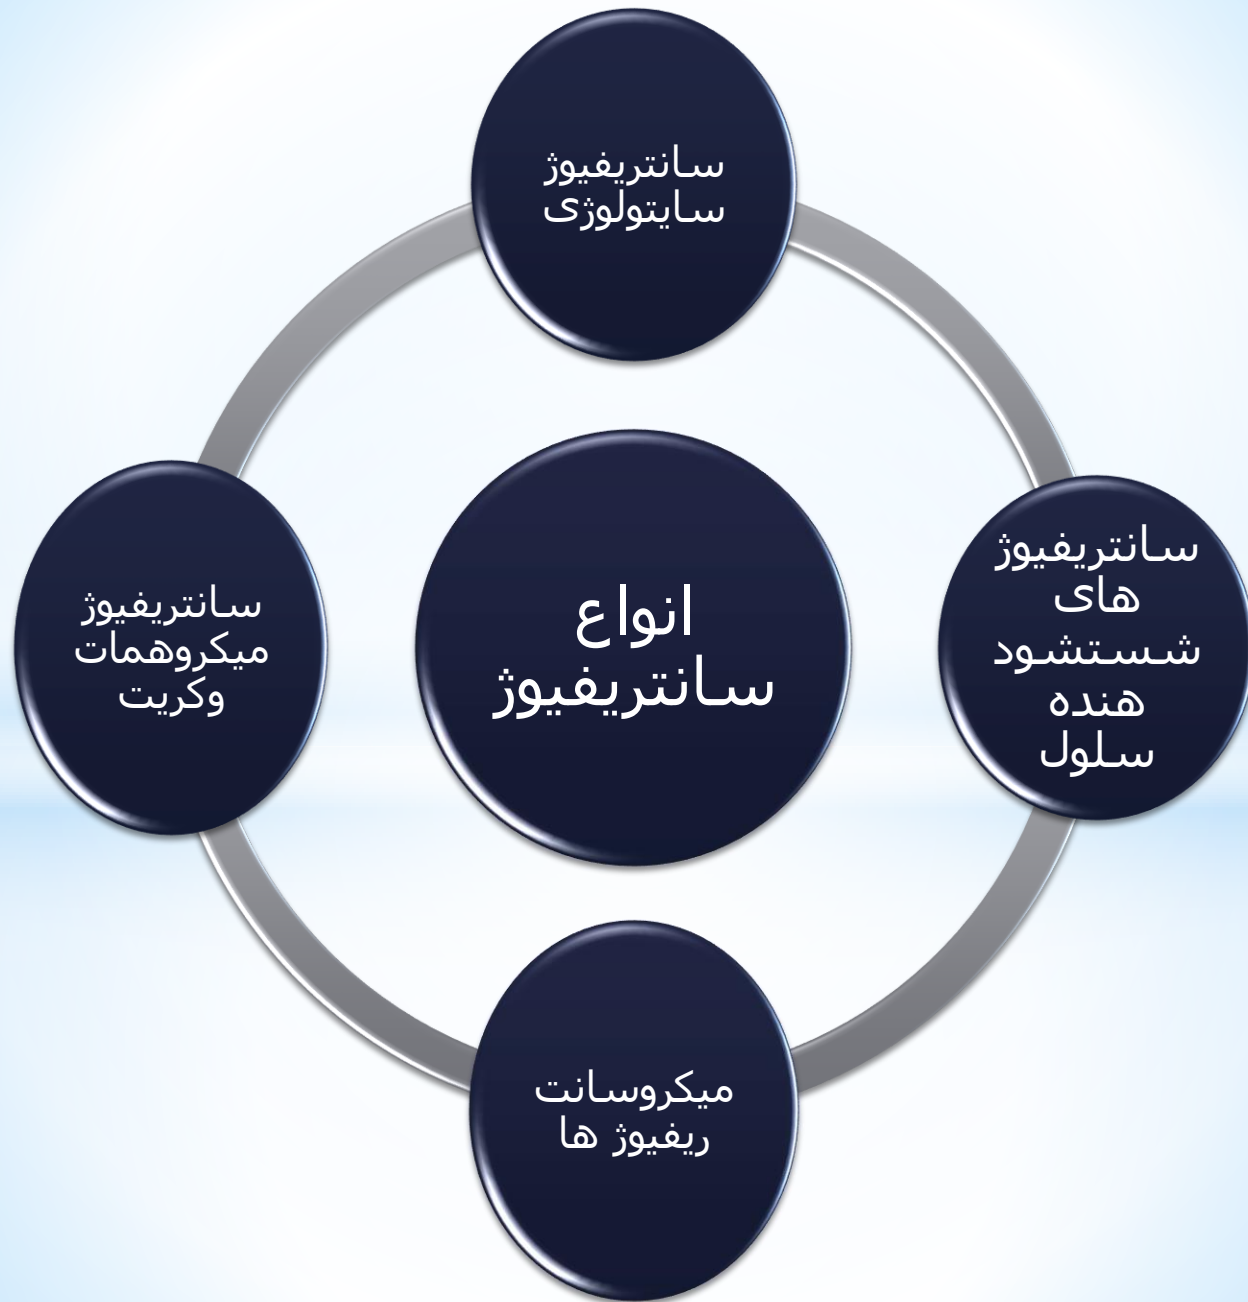 سانتریفیوژ
سایتولوژی
سانتریفیوژ
های
شستشود
هنده
سلول
انواع
سانتریفیوژ
سانتریفیوژ
میکروهمات
وکریت
میکروسانت
ریفیوژ ها